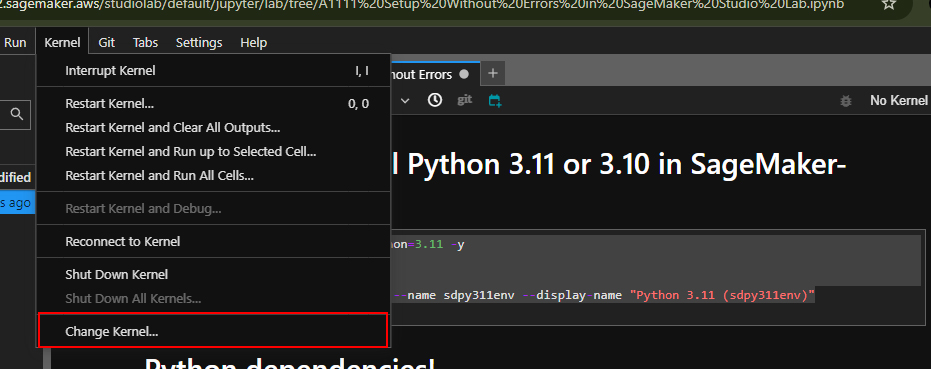 2.sagemaker.aws/studiolab/default/jupyter/lab/tree/A1111%20Setup%20Without%20Errors%20in%20SageMaker%20Studio%20Lab.ipynb
Run Kernel Git Tabs Settings Help
Interrupt Kernel I, I
out Errors
Restart Kernel... 0, 0
git
No Kernel
Restart Kernel and Clear All Outputs...
Restart Kernel and Run up to Selected Cell...
l Python 3.11 or 3.10 in SageMaker-
dified
Restart Kernel and Run All Cells...
s ago
Restart Kernel and Debug...
Reconnect to Kernel
on=3.11 -y
Shut Down Kernel
Shut Down All Kernels...
--name sdpy311env --display-name "Python 3.11 (sdpy311env)"
Change Kernel...
Python dependencies!